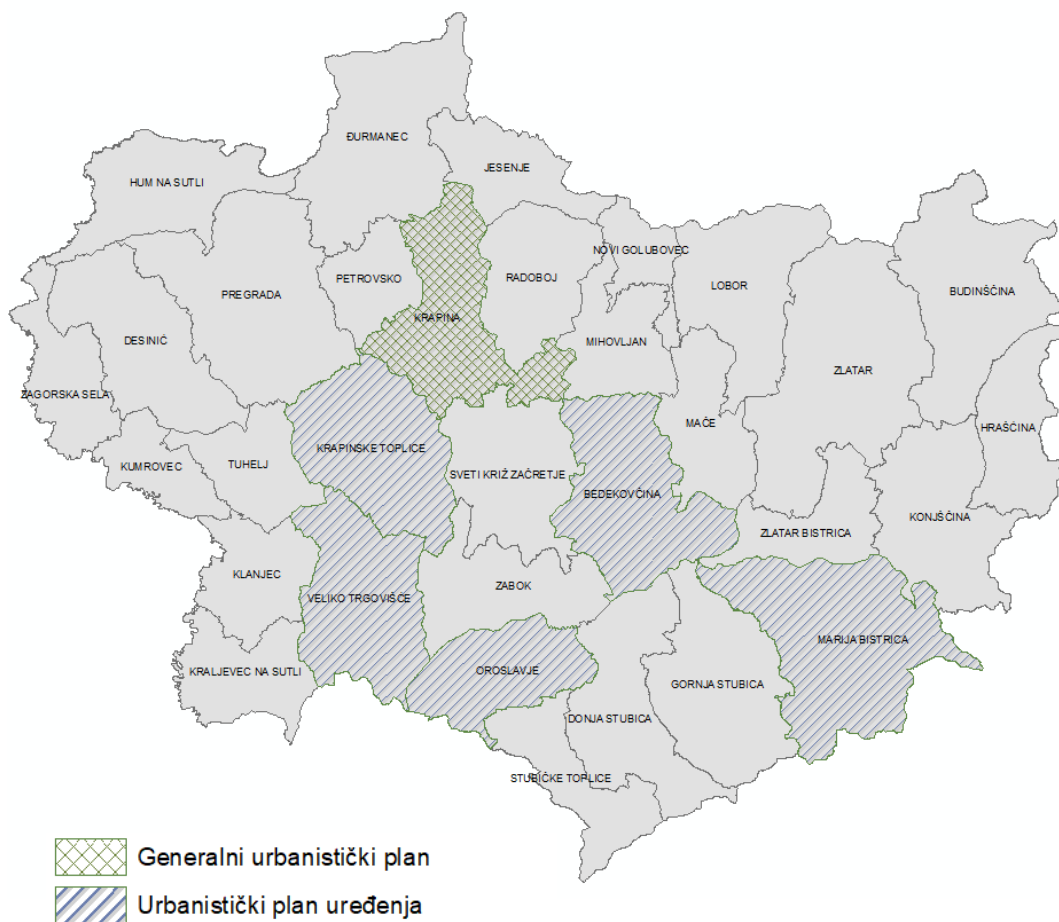 ĐURMANEC
JESENJE
HUM NA SUTLI
NOVI GOLUBOVEC
PETROVSKO
RADOBOJ
LOBOR
BUDINŠČINA
PREGRADA
KRAPINA
DESINIĆ
MIHOVLJAN
ZLATAR
ZAGORSKA SELA
MAČE
HRAŠĆINA
KRAPINSKE TOPLICE
KUMROVEC
TUHELJ
SVETI KRIŽ ZAČRETJE
BEDEKOVČINA
KONJŠČINA
ZLATAR BISTRICA
KLANJEC
ZABOK
VELIKO TRGOVIŠĆE
MARIJA BISTRICA
KRALJEVEC NA SUTLI
OROSLAVJE
GORNJA STUBICA
DONJA STUBICA
STUBIČKE TOPLICE
Generalni urbanistički plan
Urbanistički plan uređenja